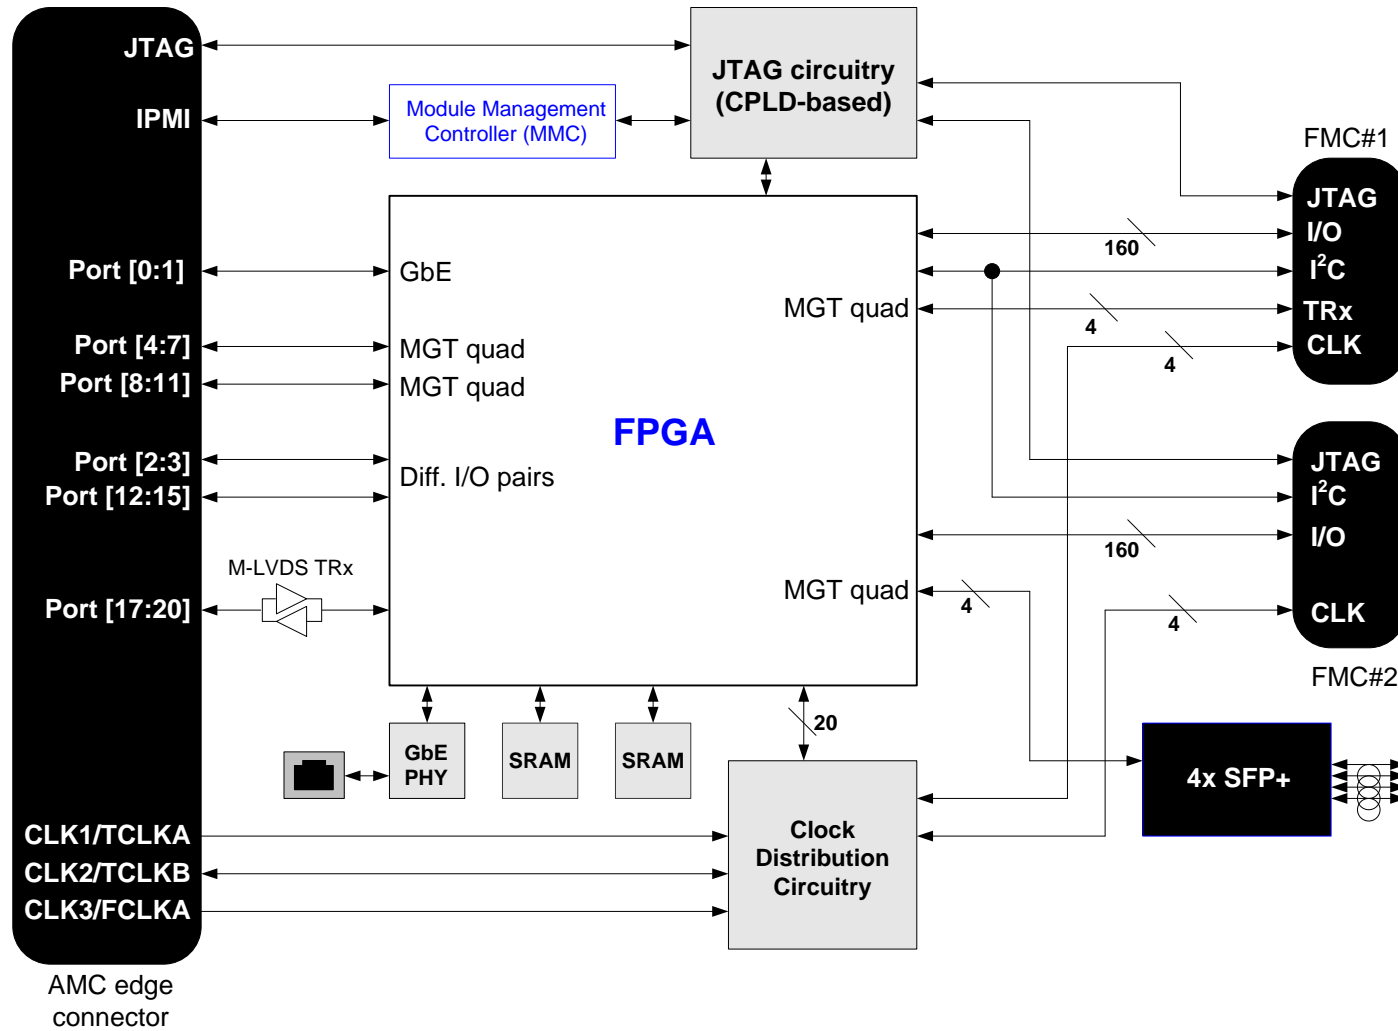 JTAG
IPMI
Port [0:1]
Port [4:7]
Port [8:11]
Port [2:3]
Port [12:15]
Port [17:20]
CLK1/TCLKA
CLK2/TCLKB
CLK3/FCLKA
AMC edge
connector
Module Management
Controller (MMC)
JTAG circuitry
(CPLD-based)
GbE
MGT quad
MGT quad
Diff. I/O pairs
M-LVDS TRx
FPGA
MGT quad
MGT quad
GbE
PHY
SRAM
SRAM
20
Clock
Distribution
Circuitry
160
4
4
160
4
4
FMC#1
JTAG
I/O
I²C
TRx
CLK
JTAG
I²C
I/O
CLK
FMC#2
4x SFP+